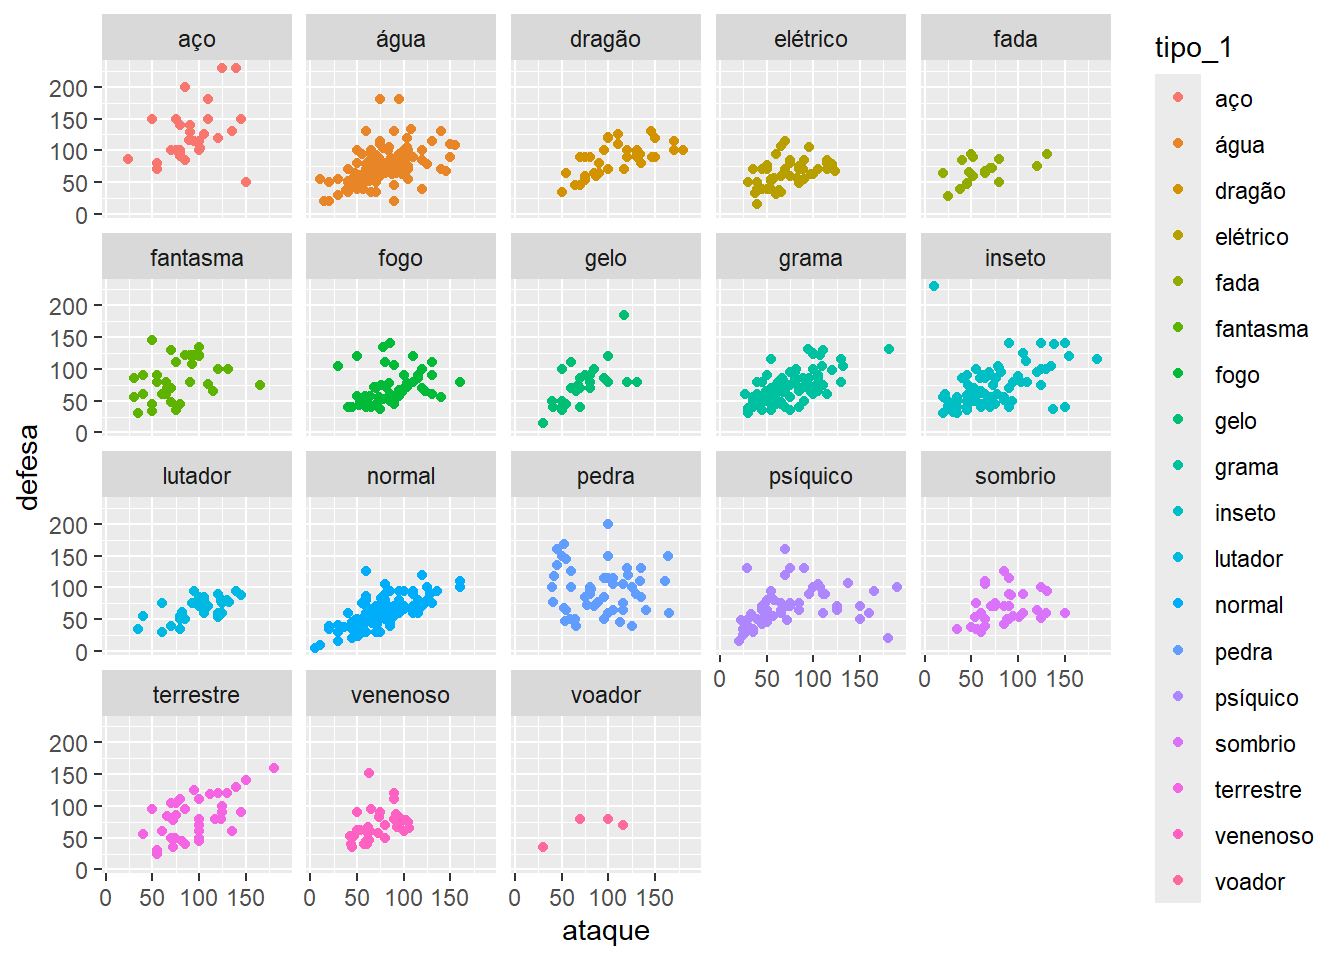 aço água dragão elétrico fada
200
150
100
50
0
fantasma fogo gelo grama inseto
200
150
100
50
0
lutador normal pedra psíquico sombrio
200
150
100
50
0
0 50 100 150 0 50 100 150
terrestre venenoso voador
200
150
100
50
0
0 50 100 150 0 50 100 150 0 50 100 150
ataque
defesa
tipo_1
aço
água
dragão
elétrico
fada
fantasma
fogo
gelo
grama
inseto
lutador
normal
pedra
psíquico
sombrio
terrestre
venenoso
voador